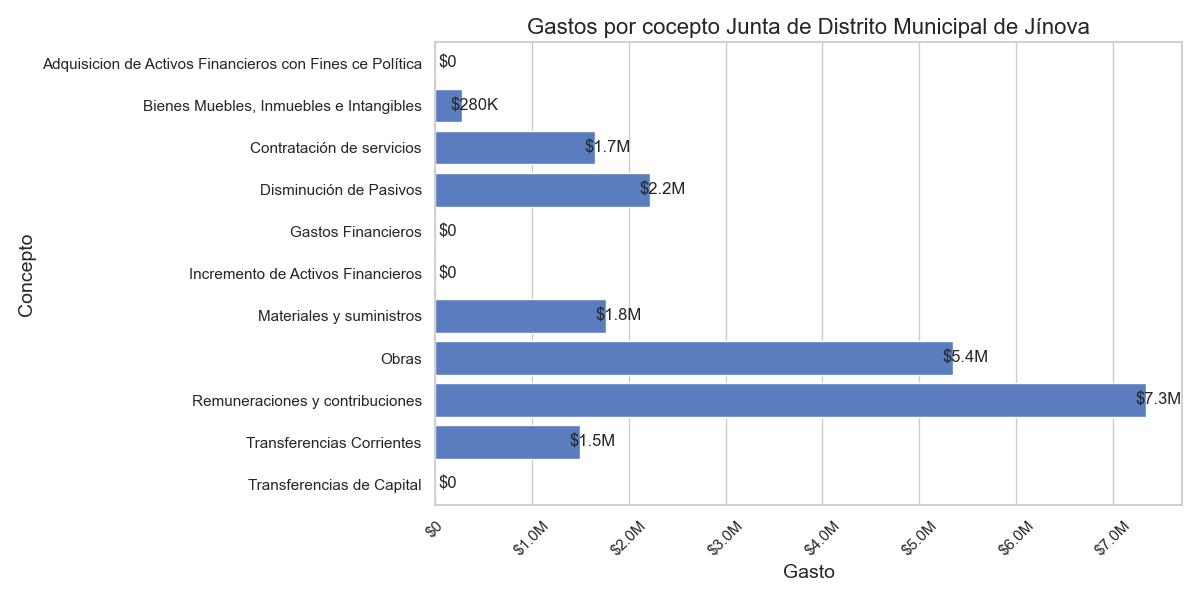 Gastos por cocepto Junta de Distrito Municipal de Jínova
Concepto
Adquisicion de Activos Financieros con Fines ce Política $0
Bienes Muebles, Inmuebles e Intangibles $280K
Contratación de servicios $1.7M
Disminución de Pasivos $2.2M
Gastos Financieros $0
Incremento de Activos Financieros $0
Materiales y suministros $1.8M
Obras $5.4M
Remuneraciones y contribuciones $7.3M
Transferencias Corrientes $1.5M
Transferencias de Capital $0
$0 $1.0M $2.0M $3.0M $4.0M $5.0M $6.0M $7.0M
Gasto